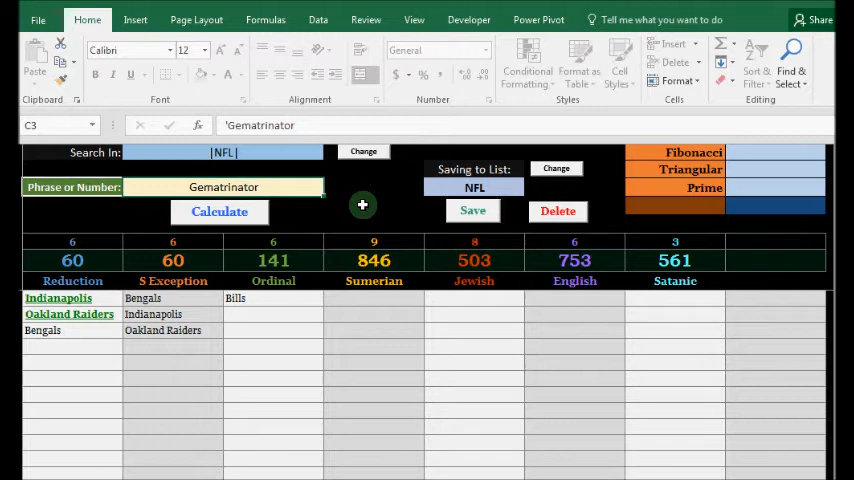 File Home Insert Page Layout Formulas Data Review View Developer Power Pivot Tell me what you want to do Share
Calibri 12 A A General Insert Σ
Paste B I U A $ % , Conditional Formatting Format as Table Cell Styles Delete Format Sort & Filter Find & Select
Clipboard Font Alignment Number Styles Cells Editing
C3 fx 'Gematrinator
Search In: |NFL| Change Fibonacci
Saving to List: Change Triangular
Phrase or Number: Gematrinator NFL Prime
Calculate Save Delete
6 6 6 9 8 6 3
60 60 141 846 503 753 561
Reduction S Exception Ordinal Sumerian Jewish English Satanic
Indianapolis Bengals Bills
Oakland Raiders Indianapolis
Bengals Oakland Raiders